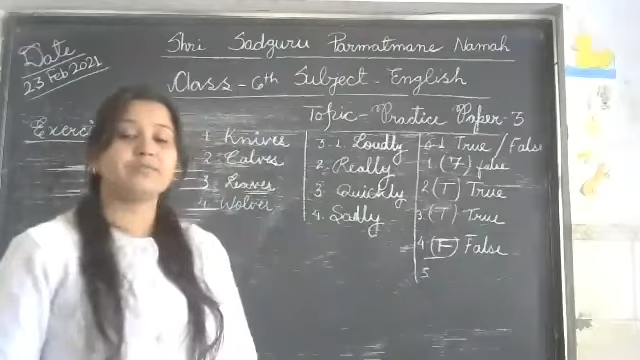 Shri Sadguru Parmatmane Namah
Date
23 Feb 2021
Class - 6th Subject - English
Topic - Practice Paper - 3
1. Knives
2. Calves
3. Leaves
4. Wolver
3. 1. Loudly
2. Really
3. Quickly
4. Sadly
True / False
1 (F) false
2 (T) True
3 (T) True
4 (F) False
5